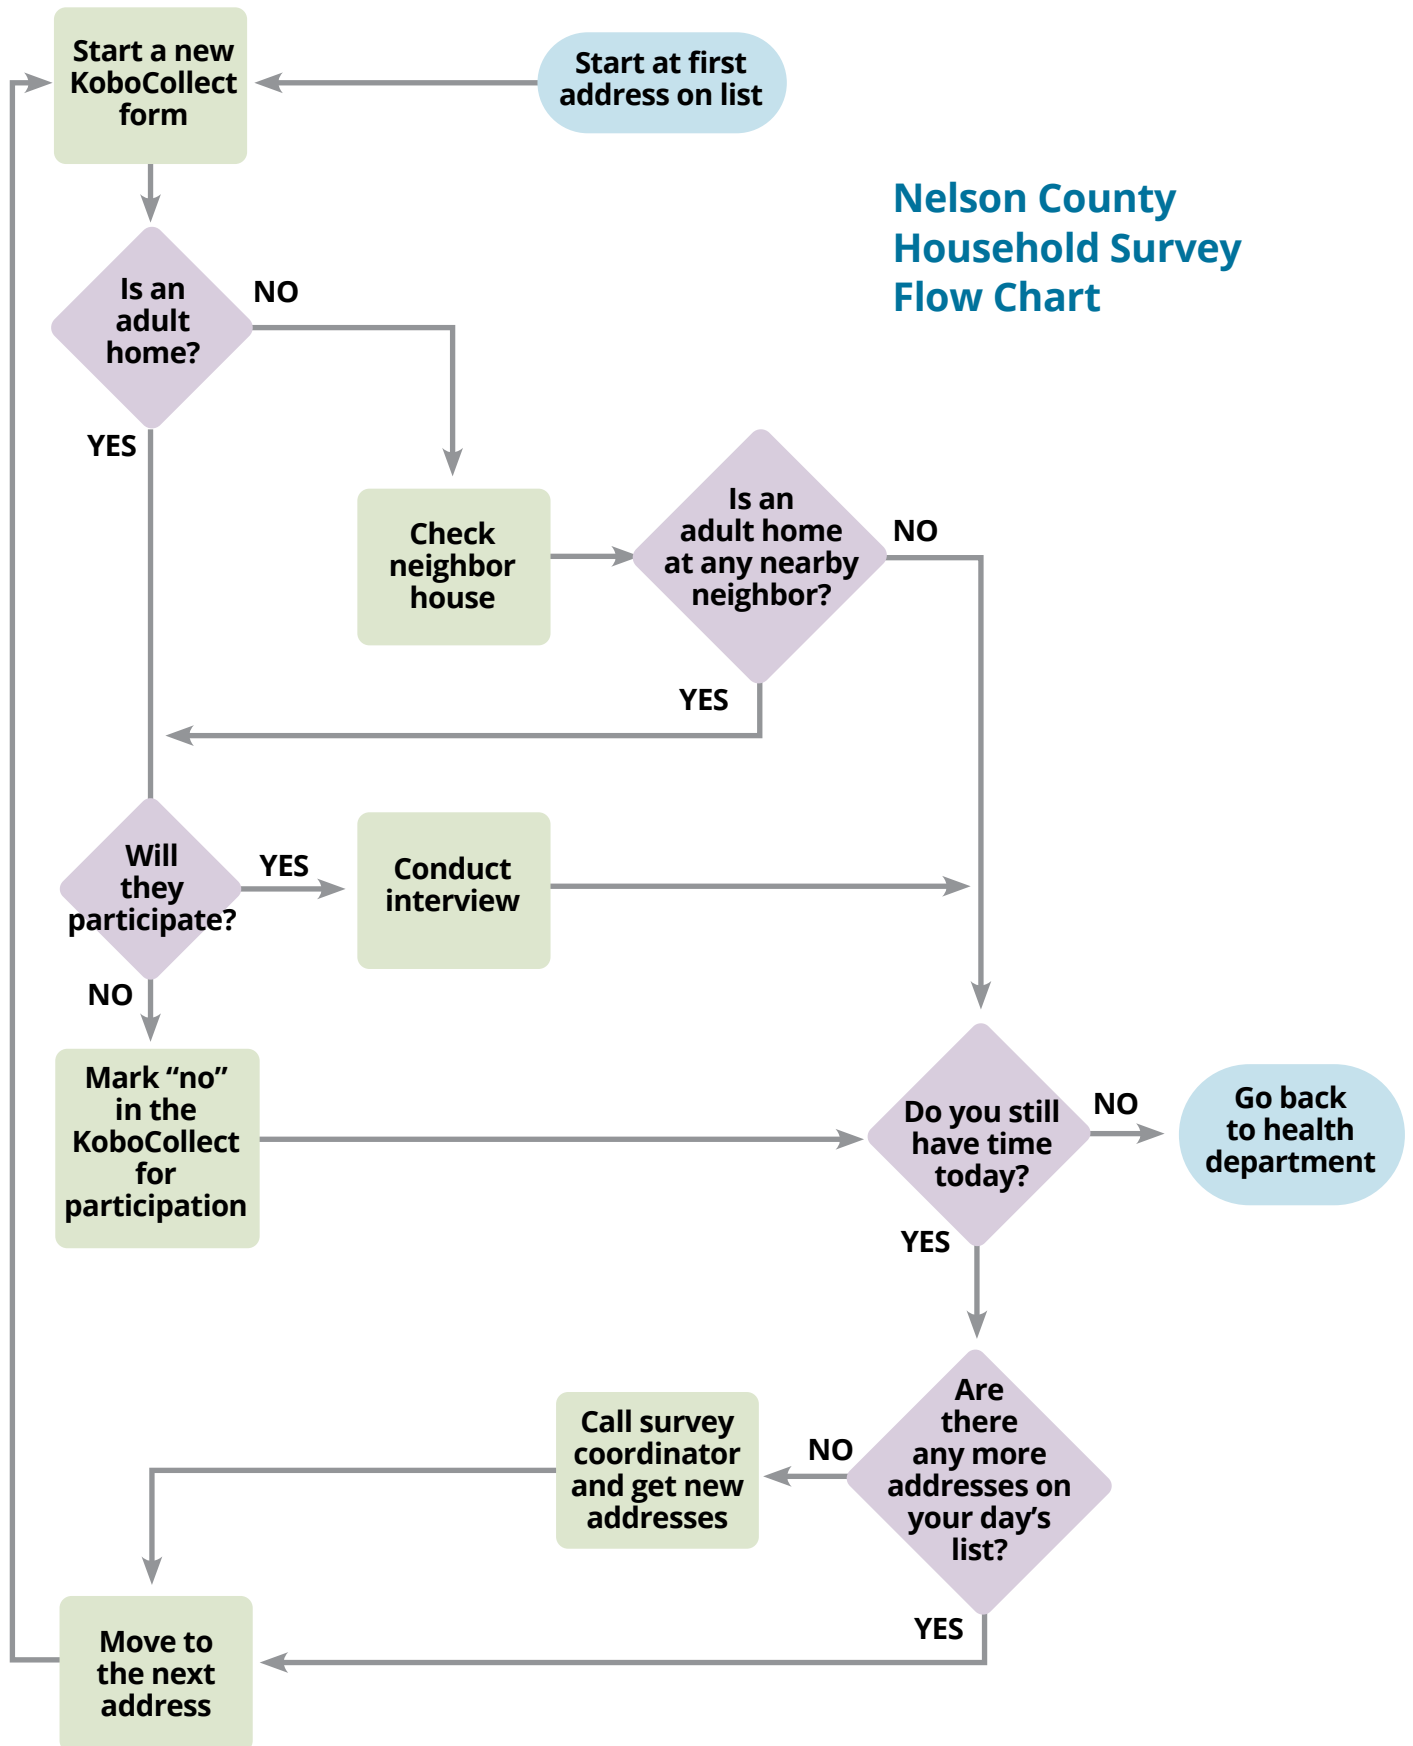 Start a new
KoboCollect
form
Start at first
address on list
Nelson County
Household Survey
Flow Chart
Is an
adult
home?
NO
YES
Check
neighbor
house
Is an
adult home
at any nearby
neighbor?
NO
YES
Will
they
participate?
YES
Conduct
interview
NO
Mark “no”
in the
KoboCollect
for
participation
Do you still
have time
today?
NO
Go back
to health
department
YES
Are
there
any more
addresses on
your day’s
list?
NO
Call survey
coordinator
and get new
addresses
YES
Move to
the next
address